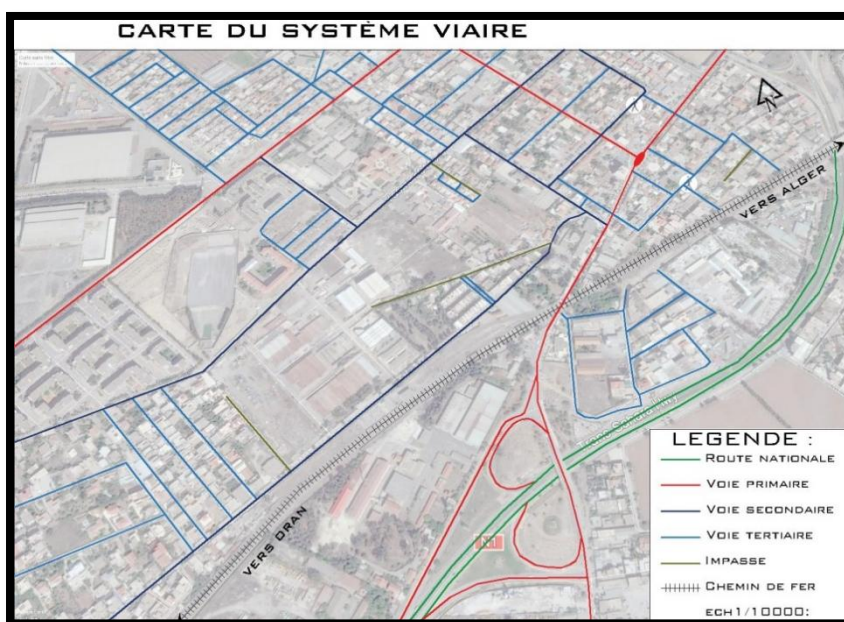 CARTE DU SYSTÈME VIAIRE
VERS ALGER
VERS ORAN
N1
LEGENDE :
ROUTE NATIONALE
VOIE PRIMAIRE
VOIE SECONDAIRE
VOIE TERTIAIRE
IMPASSE
CHEMIN DE FER
ECH1/10000: